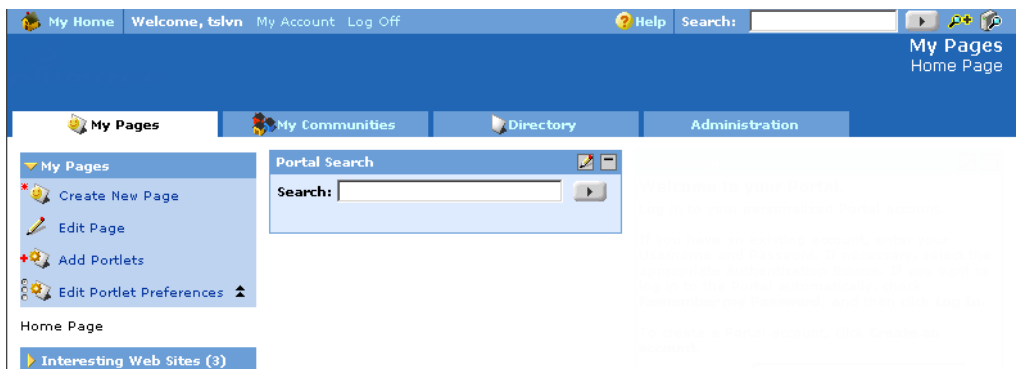 My Home Welcome, tslvn My Account Log Off Help Search:
My Pages
Home Page
My Pages My Communities Directory Administration
My Pages
Create New Page
Edit Page
Add Portlets
Edit Portlet Preferences
Home Page
Interesting Web Sites (3)
Portal Search
Search: